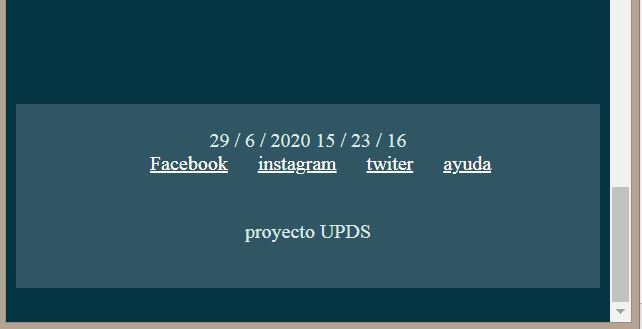 29 / 6 / 2020 15 / 23 / 16
Facebook instagram twiter ayuda
proyecto UPDS